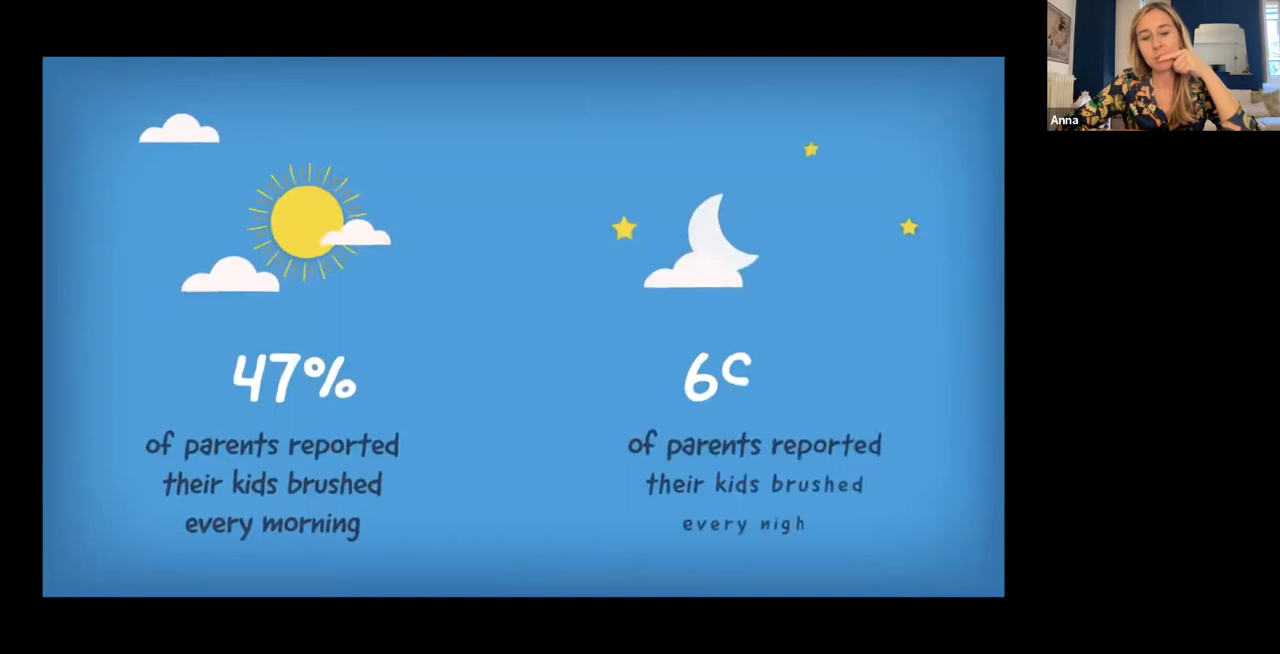 47%
of parents reported
their kids brushed
every morning
6
of parents reported
their kids brushed
every nigh
Anna